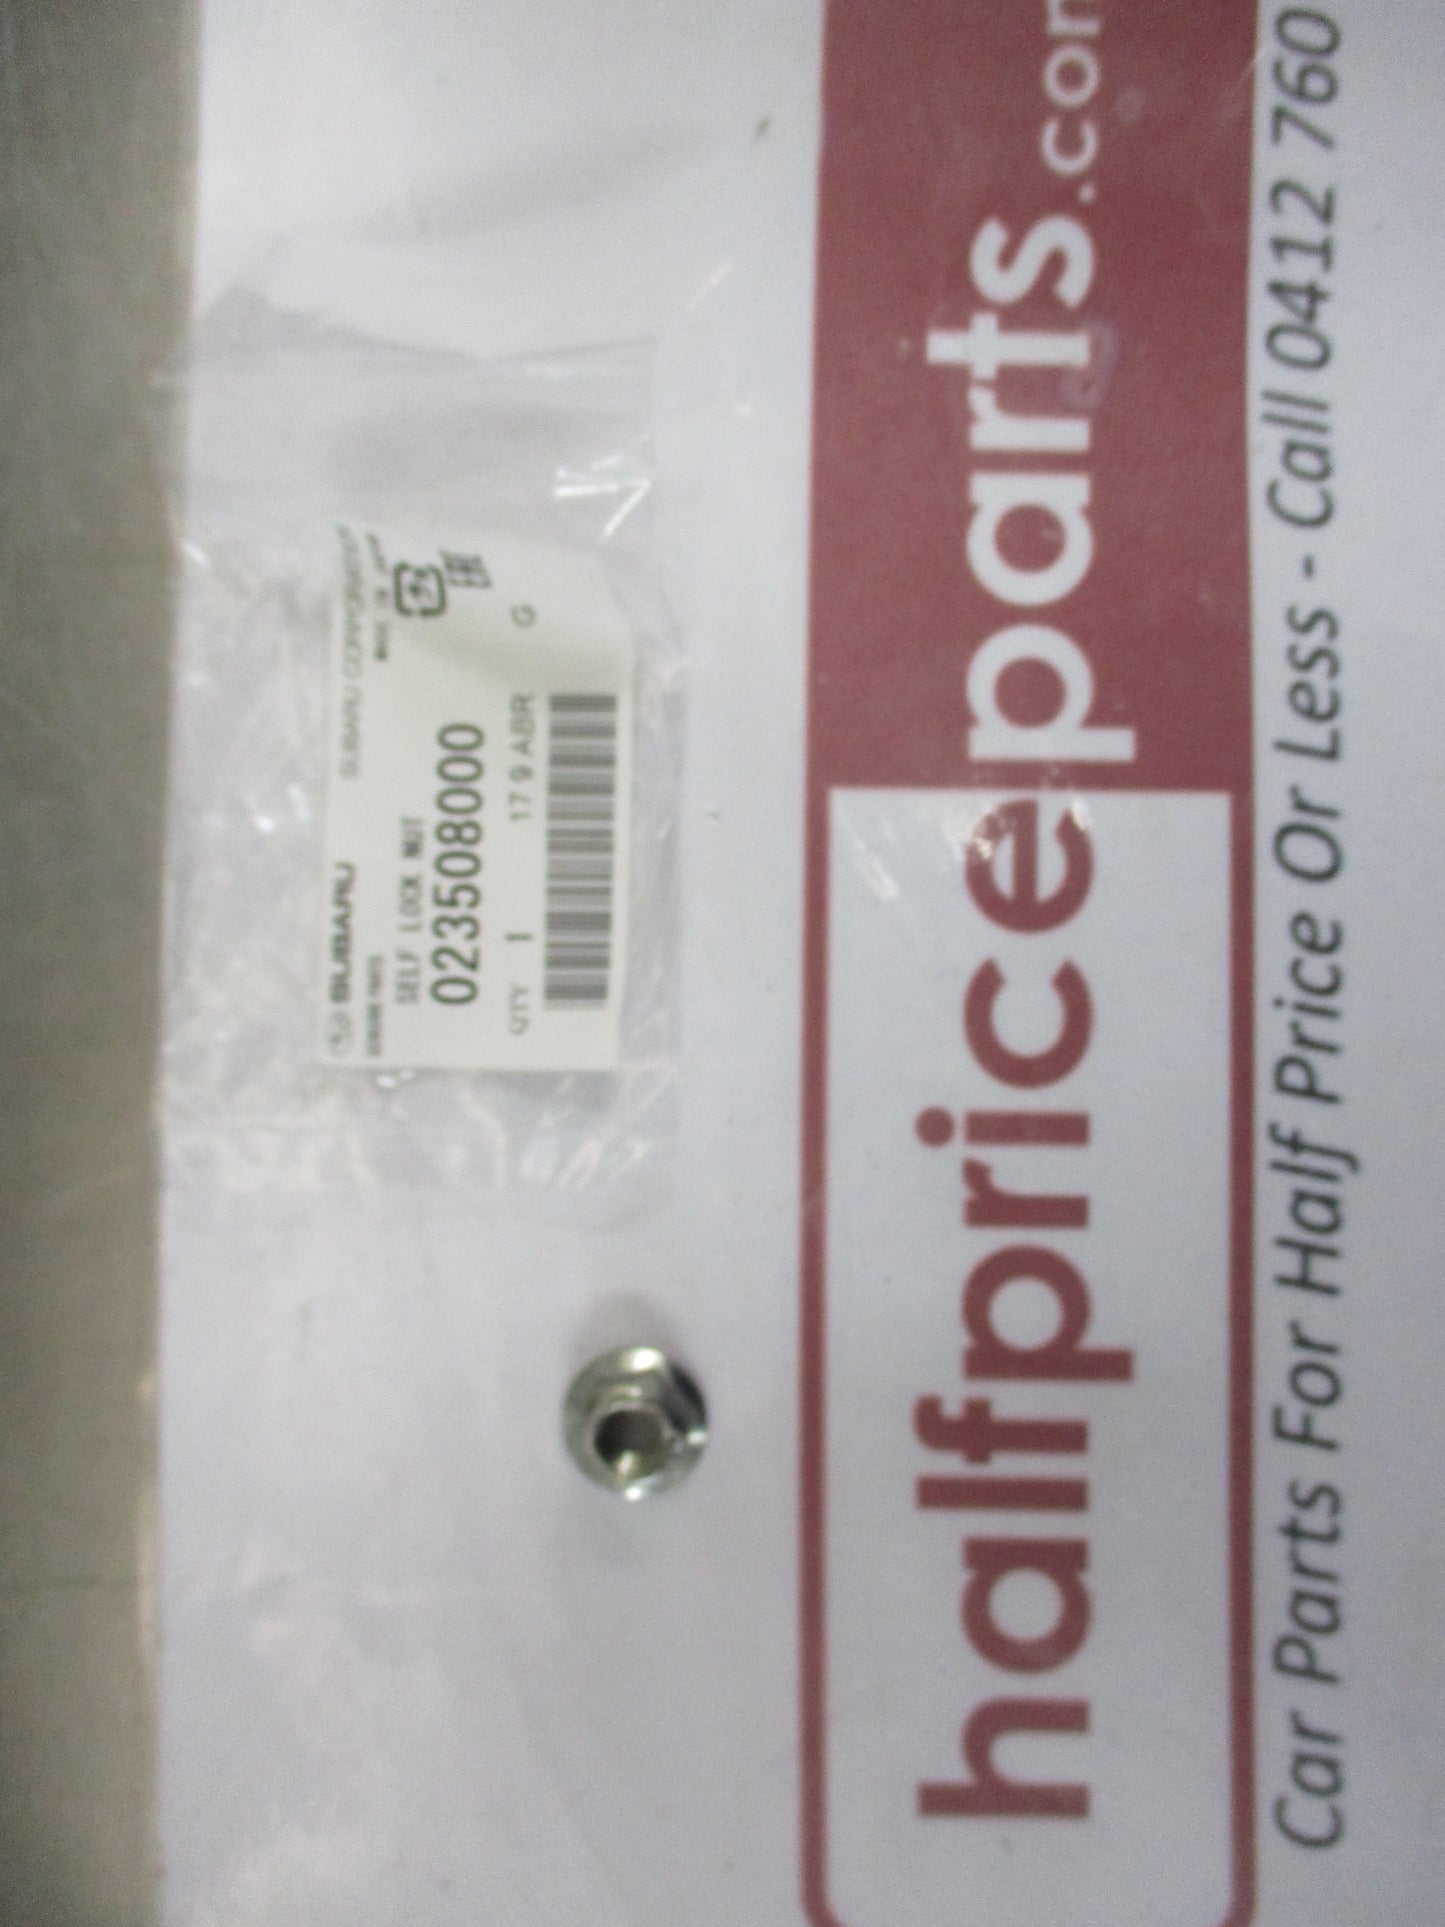 SUBARU SUBARU CORPORATION
SELF LOCK NUT
023508000
QTY 1 17 9 ABR G
EAC
halfpriceparts.com
Car Parts For Half Price Or Less - Call 0412 760